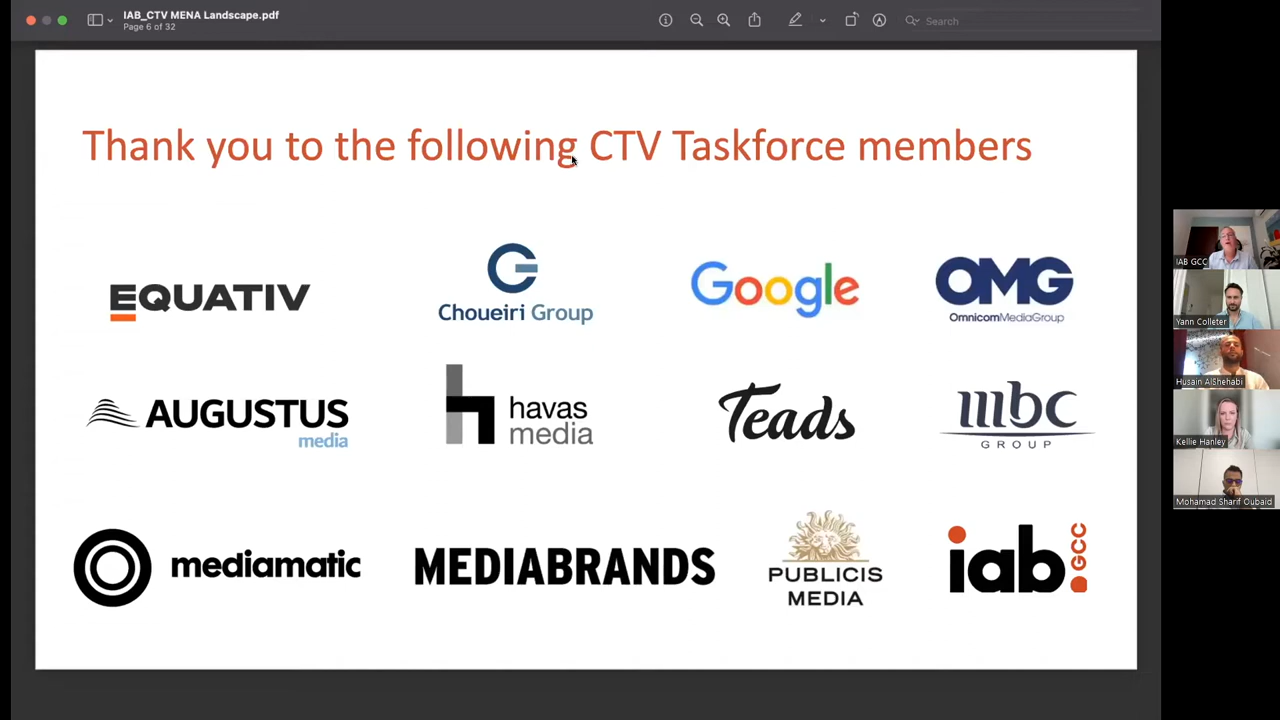 IAB_CTV MENA Landscape.pdf
Page 6 of 32
Search
Thank you to the following CTV Taskforce members
EQUATIV
Choueiri Group
Google
OMG
OmnicomMediaGroup
AUGUSTUS
media
havas
media
Teads
mbc
GROUP
mediamatic
MEDIABRANDS
PUBLICIS
MEDIA
iab.GCC
IAB GCC
Yann Colleter
Husain AlShehabi
Kellie Hanley
Mohamad Sharif Oubaid